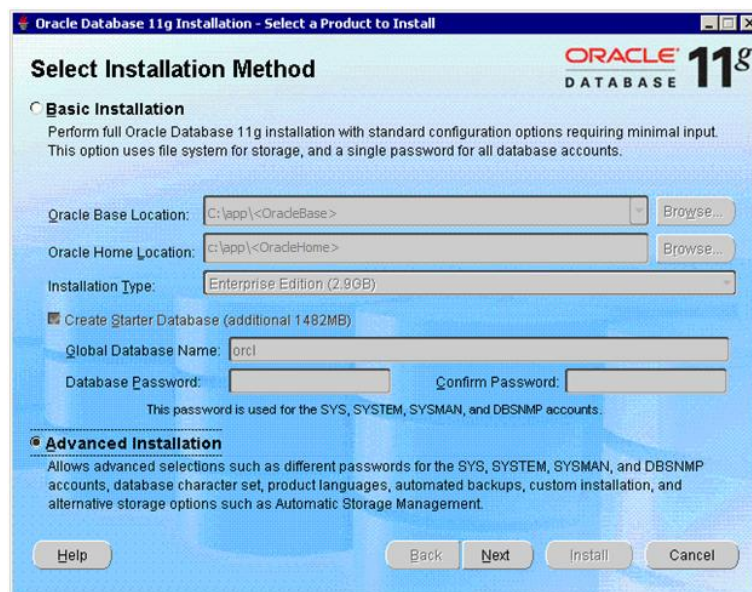 Oracle Database 11g Installation - Select a Product to Install
Select Installation Method
ORACLE
DATABASE 11g
Basic Installation
Perform full Oracle Database 11g installation with standard configuration options requiring minimal input.
This option uses file system for storage, and a single password for all database accounts.
Oracle Base Location: C:\app\<OracleBase> Browse...
Oracle Home Location: c:\app\<OracleHome> Browse...
Installation Type: Enterprise Edition (2.9GB)
Create Starter Database (additional 1482MB)
Global Database Name: orcl
Database Password: Confirm Password:
This password is used for the SYS, SYSTEM, SYSMAN, and DBSNMP accounts.
Advanced Installation
Allows advanced selections such as different passwords for the SYS, SYSTEM, SYSMAN, and DBSNMP
accounts, database character set, product languages, automated backups, custom installation, and
alternative storage options such as Automatic Storage Management.
Help Back Next Install Cancel